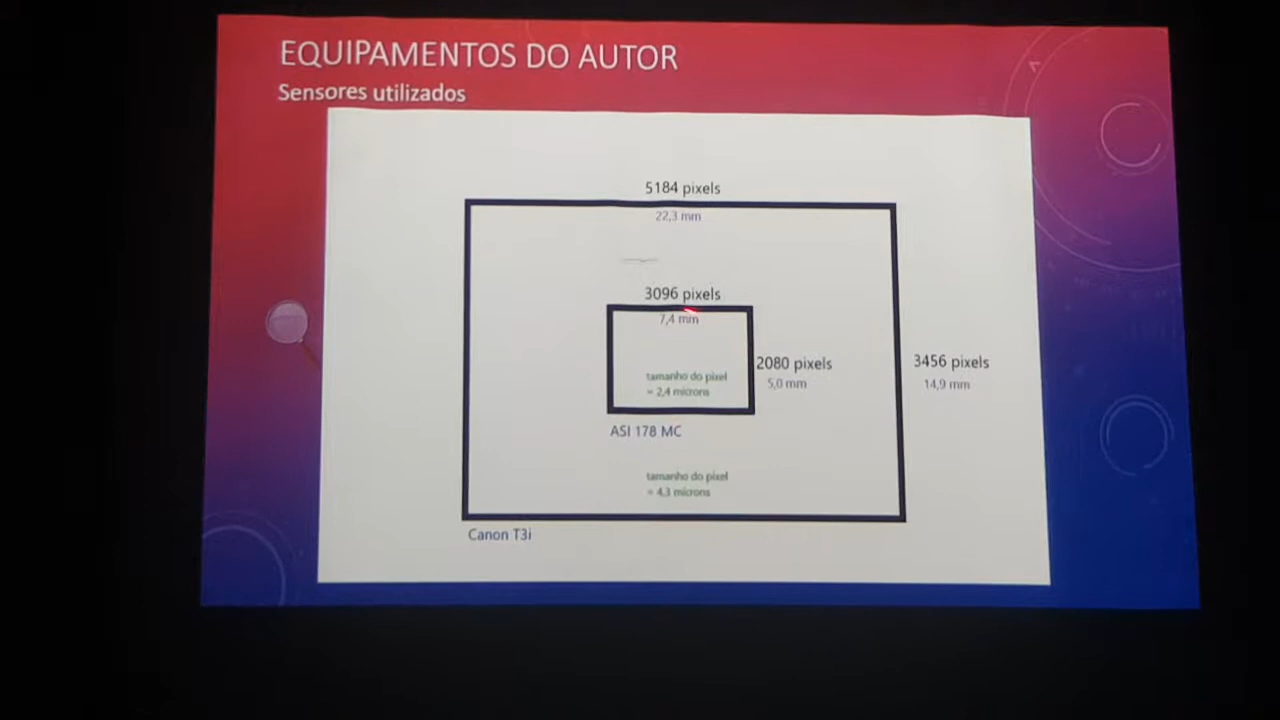 EQUIPAMENTOS DO AUTOR
Sensores utilizados
5184 pixels
22,3 mm
3096 pixels
7,4 mm
2080 pixels
5,0 mm
3456 pixels
14,9 mm
tamanho do pixel
= 2,4 microns
ASI 178 MC
tamanho do pixel
= 4,3 microns
Canon T3i